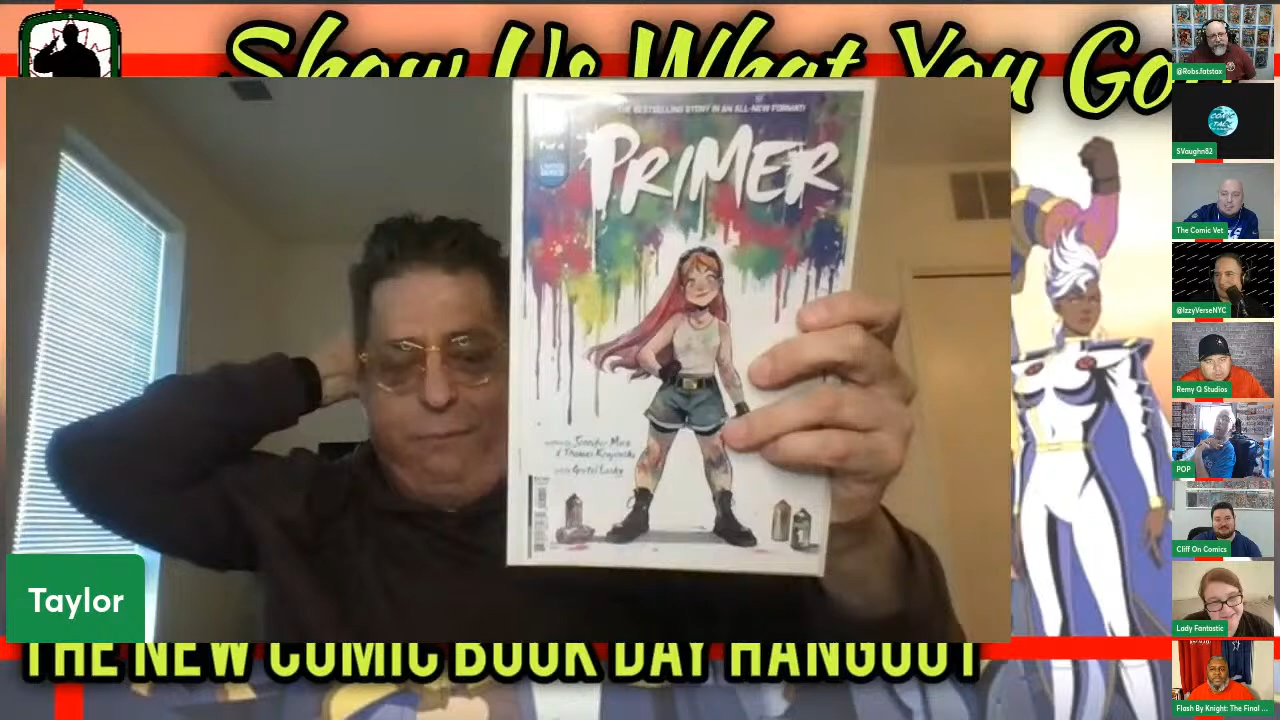 Show Us What You Go
THE BESTSELLING STORY IN AN ALL-NEW FORMAT!
PRIMER
Taylor
THE NEW COMIC BOOK DAY HANGOUT
@Robs.fatstax
COMIC
TALK
SVaughn82
The Comic Vet
@IzzyVerseNYC
Remy Q Studios
POP
Cliff On Comics
Lady Fantastic
Flash By Knight: The Final ...